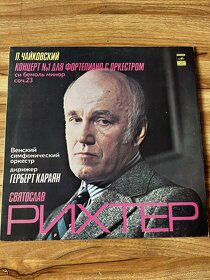 П. ЧАЙКОВСКИЙ
КОНЦЕРТ №1 ДЛЯ ФОРТЕПИАНО С ОРКЕСТРОМ
СИ БЕМОЛЬ МИНОР
СОЧ. 23
Венский
симфонический
оркестр
дирижер
ГЕРБЕРТ КАРАЯН
СВЯТОСЛАВ
РИХТЕР